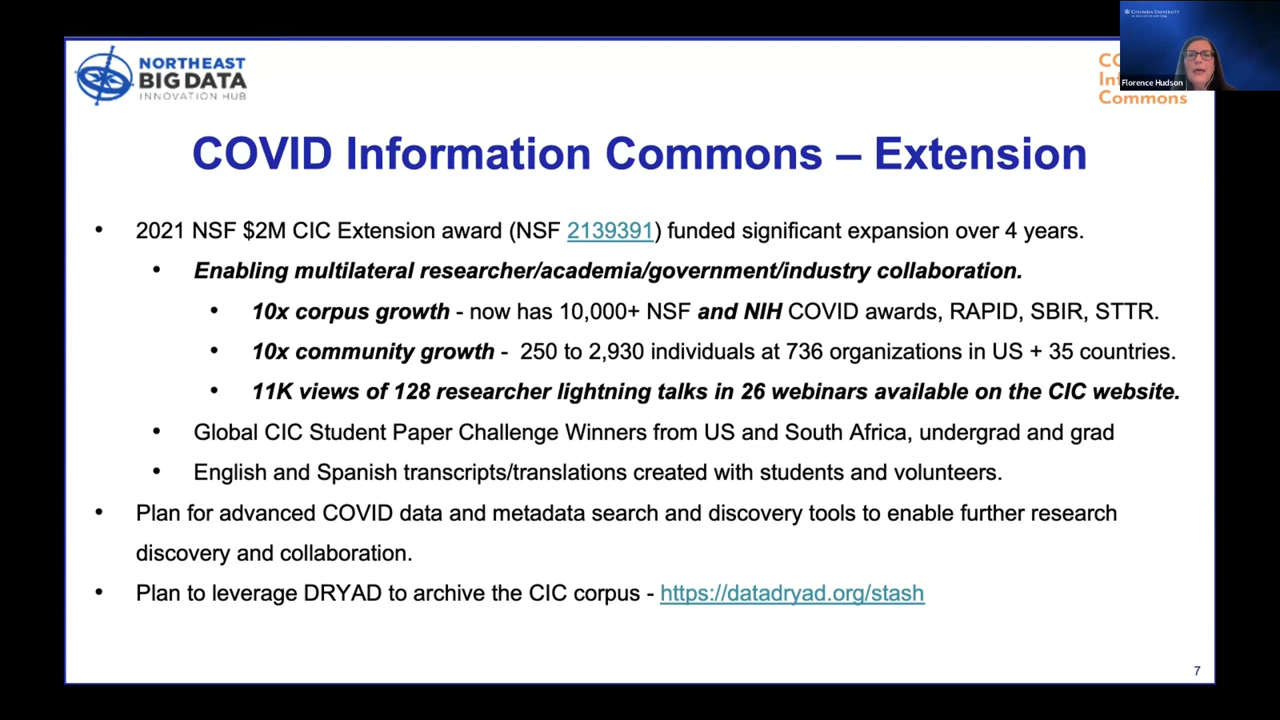 COLUMBIA UNIVERSITY
Florence Hudson
NORTHEAST
BIG DATA
INNOVATION HUB
CO
In
Commons
COVID Information Commons – Extension
• 2021 NSF $2M CIC Extension award (NSF 2139391) funded significant expansion over 4 years.
• Enabling multilateral researcher/academia/government/industry collaboration.
• 10x corpus growth - now has 10,000+ NSF and NIH COVID awards, RAPID, SBIR, STTR.
• 10x community growth - 250 to 2,930 individuals at 736 organizations in US + 35 countries.
• 11K views of 128 researcher lightning talks in 26 webinars available on the CIC website.
• Global CIC Student Paper Challenge Winners from US and South Africa, undergrad and grad
• English and Spanish transcripts/translations created with students and volunteers.
• Plan for advanced COVID data and metadata search and discovery tools to enable further research
discovery and collaboration.
• Plan to leverage DRYAD to archive the CIC corpus - https://datadryad.org/stash
7